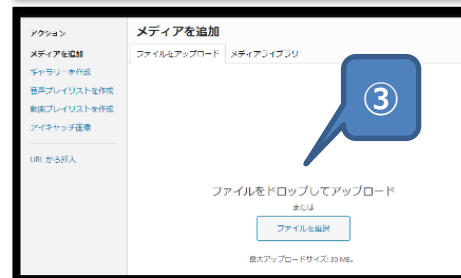 アクション
メディアを追加
ギャラリーを作成
音声プレイリストを作成
動画プレイリストを作成
アイキャッチ画像
URL から挿入
メディアを追加
ファイルをアップロード メディアライブラリ
③
ファイルをドロップしてアップロード
または
ファイルを選択
最大アップロードサイズ: 30 MB。